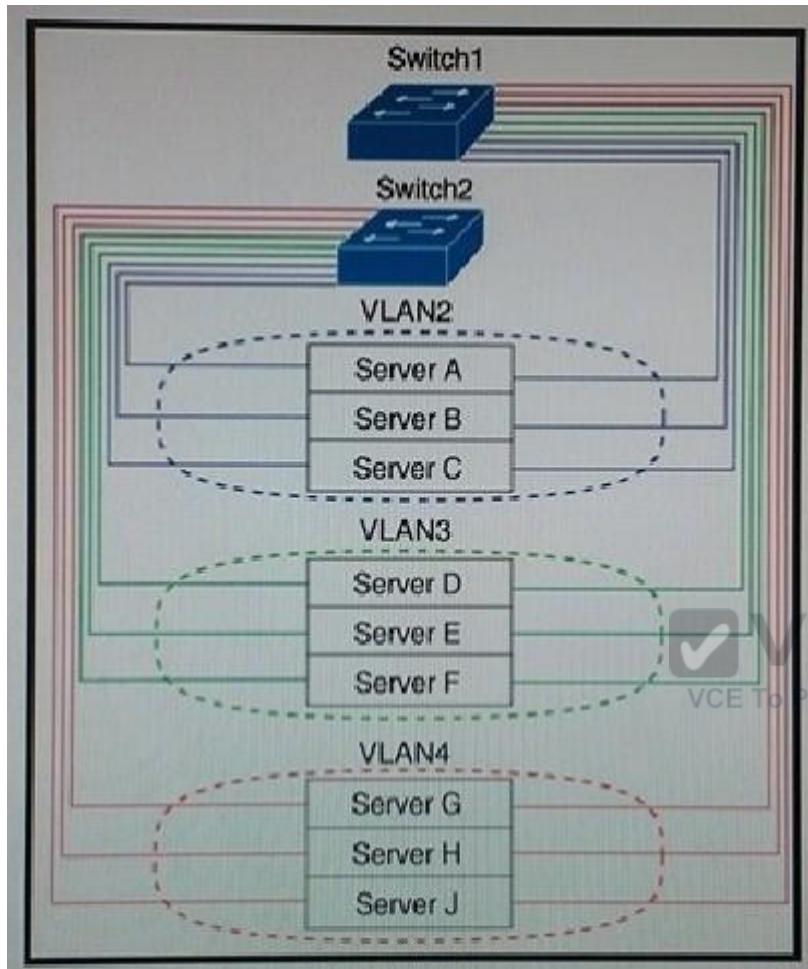 Switch1
Switch2
VLAN2
Server A
Server B
Server C
VLAN3
Server D
Server E
Server F
VLAN4
Server G
Server H
Server J
V
VCE To P